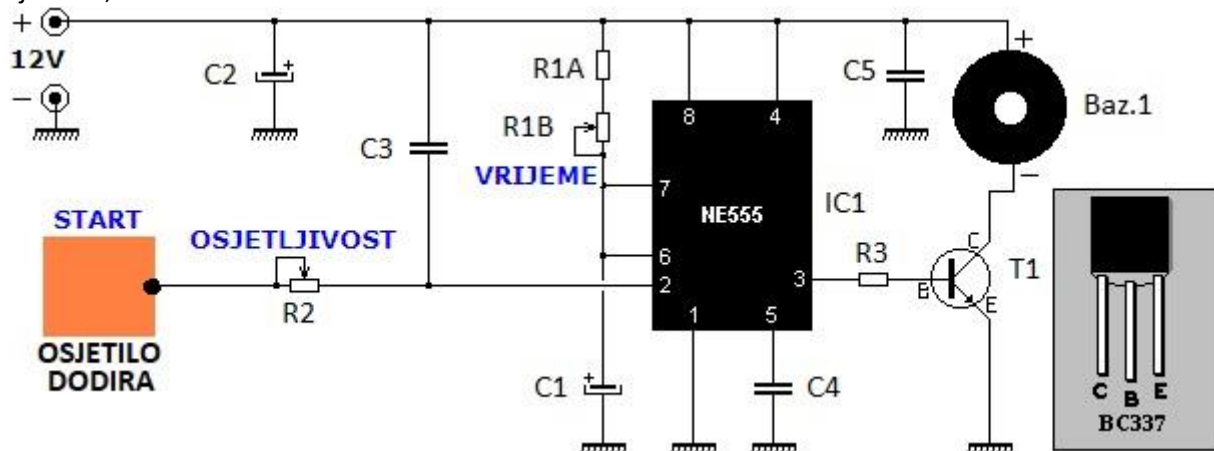 +
12V
−
C2
+
C3
R1A
R1B
VRIJEME
8
4
7
6
2
3
1
5
NE555
IC1
C5
+
Baz.1
−
START
OSJETLJIVOST
R2
OSJETILO
DODIRA
C1
+
C4
R3
B
C
E
T1
C B E
BC337